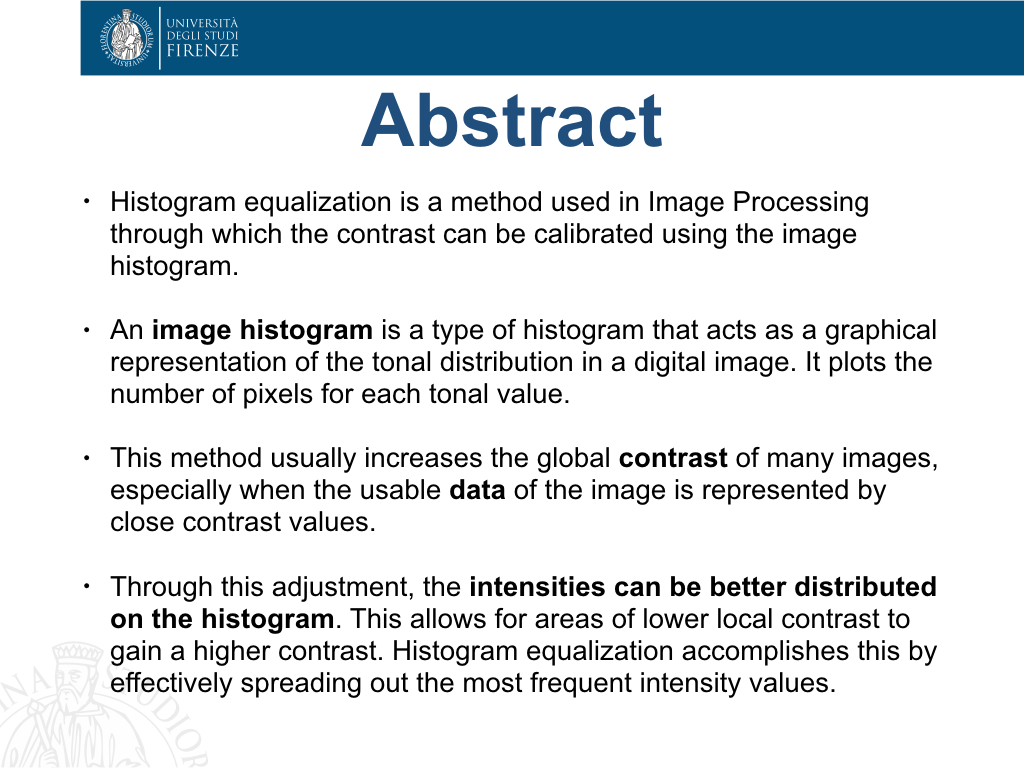 UNIVERSITÀ
DEGLI STUDI
FIRENZE
Abstract
• Histogram equalization is a method used in Image Processing
through which the contrast can be calibrated using the image
histogram.
• An image histogram is a type of histogram that acts as a graphical
representation of the tonal distribution in a digital image. It plots the
number of pixels for each tonal value.
• This method usually increases the global contrast of many images,
especially when the usable data of the image is represented by
close contrast values.
• Through this adjustment, the intensities can be better distributed
on the histogram. This allows for areas of lower local contrast to
gain a higher contrast. Histogram equalization accomplishes this by
effectively spreading out the most frequent intensity values.